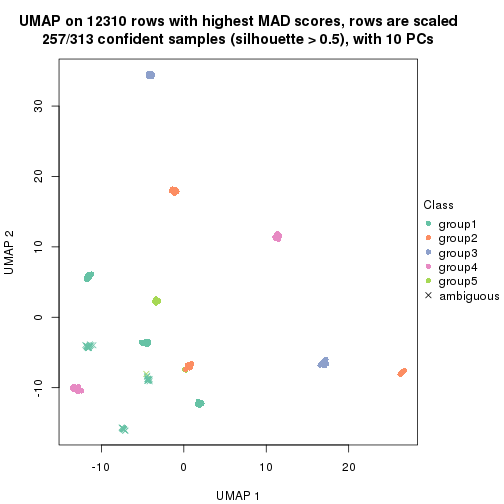 UMAP on 12310 rows with highest MAD scores, rows are scaled
257/313 confident samples (silhouette > 0.5), with 10 PCs
30
20
10
0
-10
UMAP 2
-10
0
10
20
UMAP 1
Class
group1
group2
group3
group4
group5
ambiguous